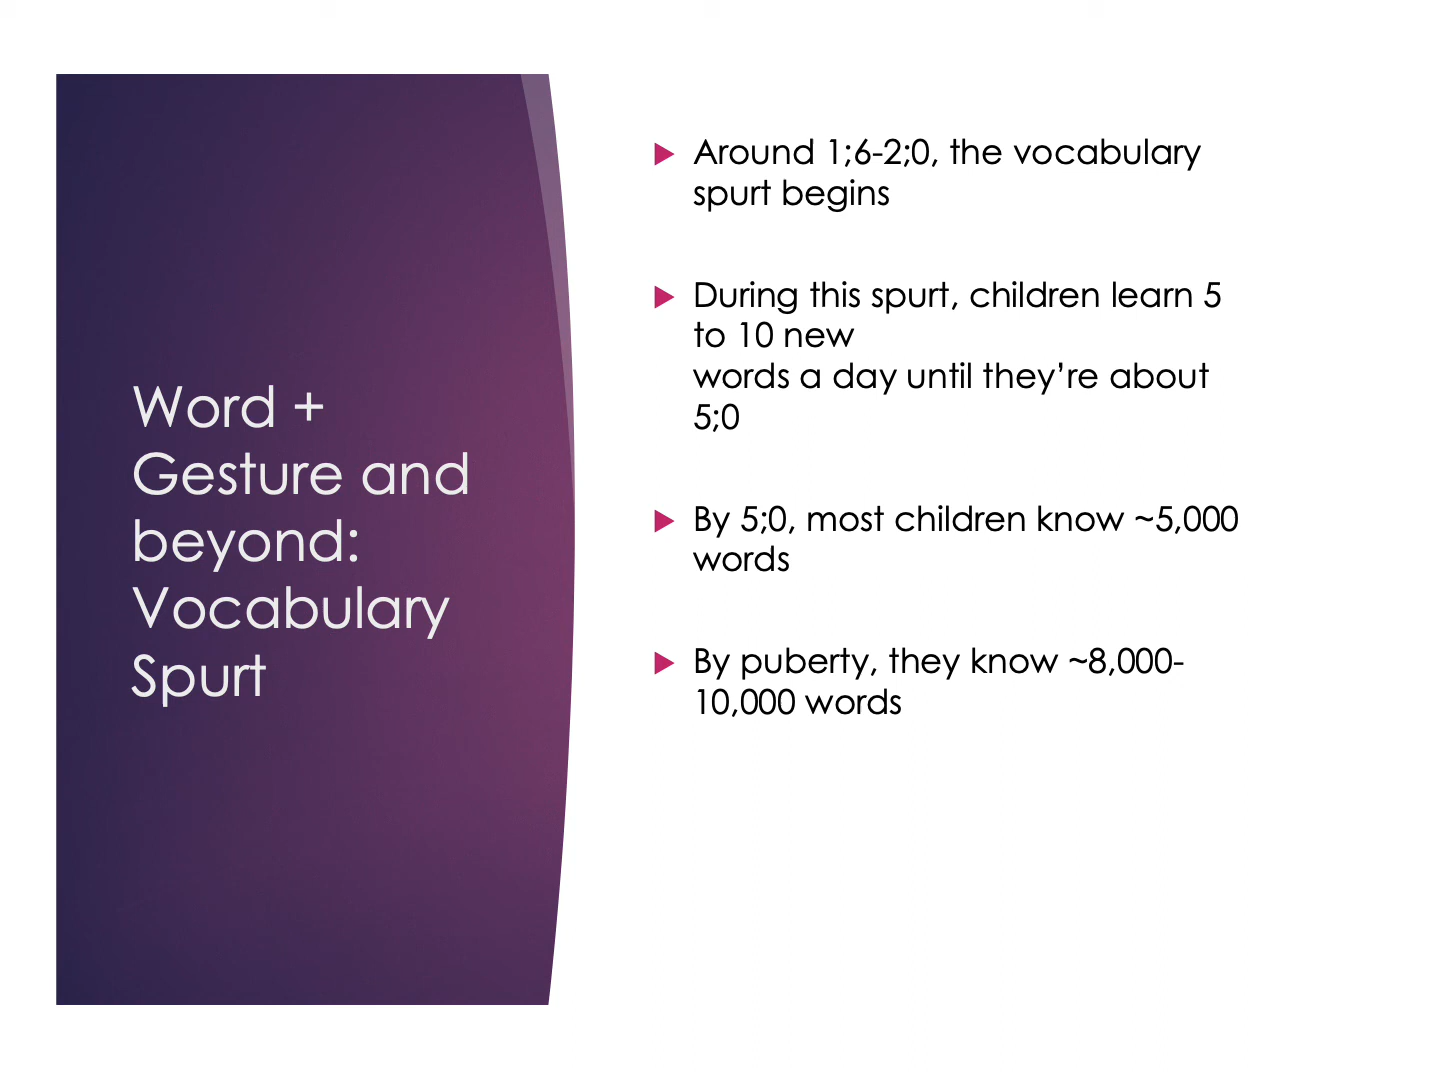 Word +
Gesture and
beyond:
Vocabulary
Spurt
Around 1;6-2;0, the vocabulary
spurt begins
During this spurt, children learn 5
to 10 new
words a day until they’re about
5;0
By 5;0, most children know ~5,000
words
By puberty, they know ~8,000-
10,000 words